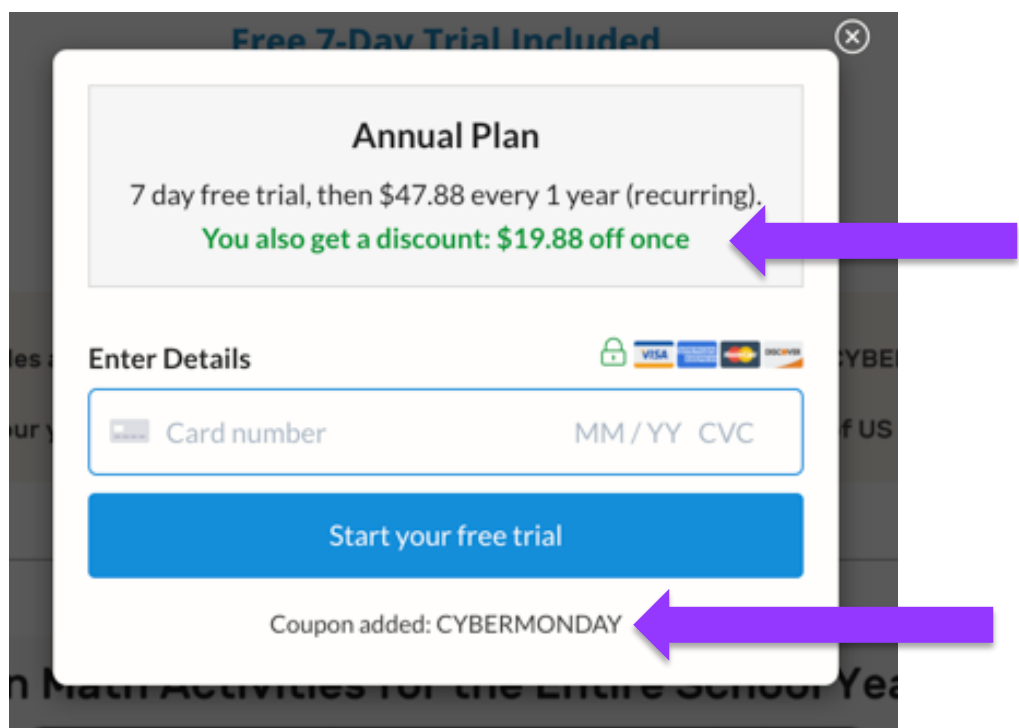 Free 7-Day Trial Included
Annual Plan
7 day free trial, then $47.88 every 1 year (recurring).
You also get a discount: $19.88 off once
Enter Details
VISA
DISCOVER
Card number MM / YY CVC
Start your free trial
Coupon added: CYBERMONDAY
of US
Math Activities for the Entire School